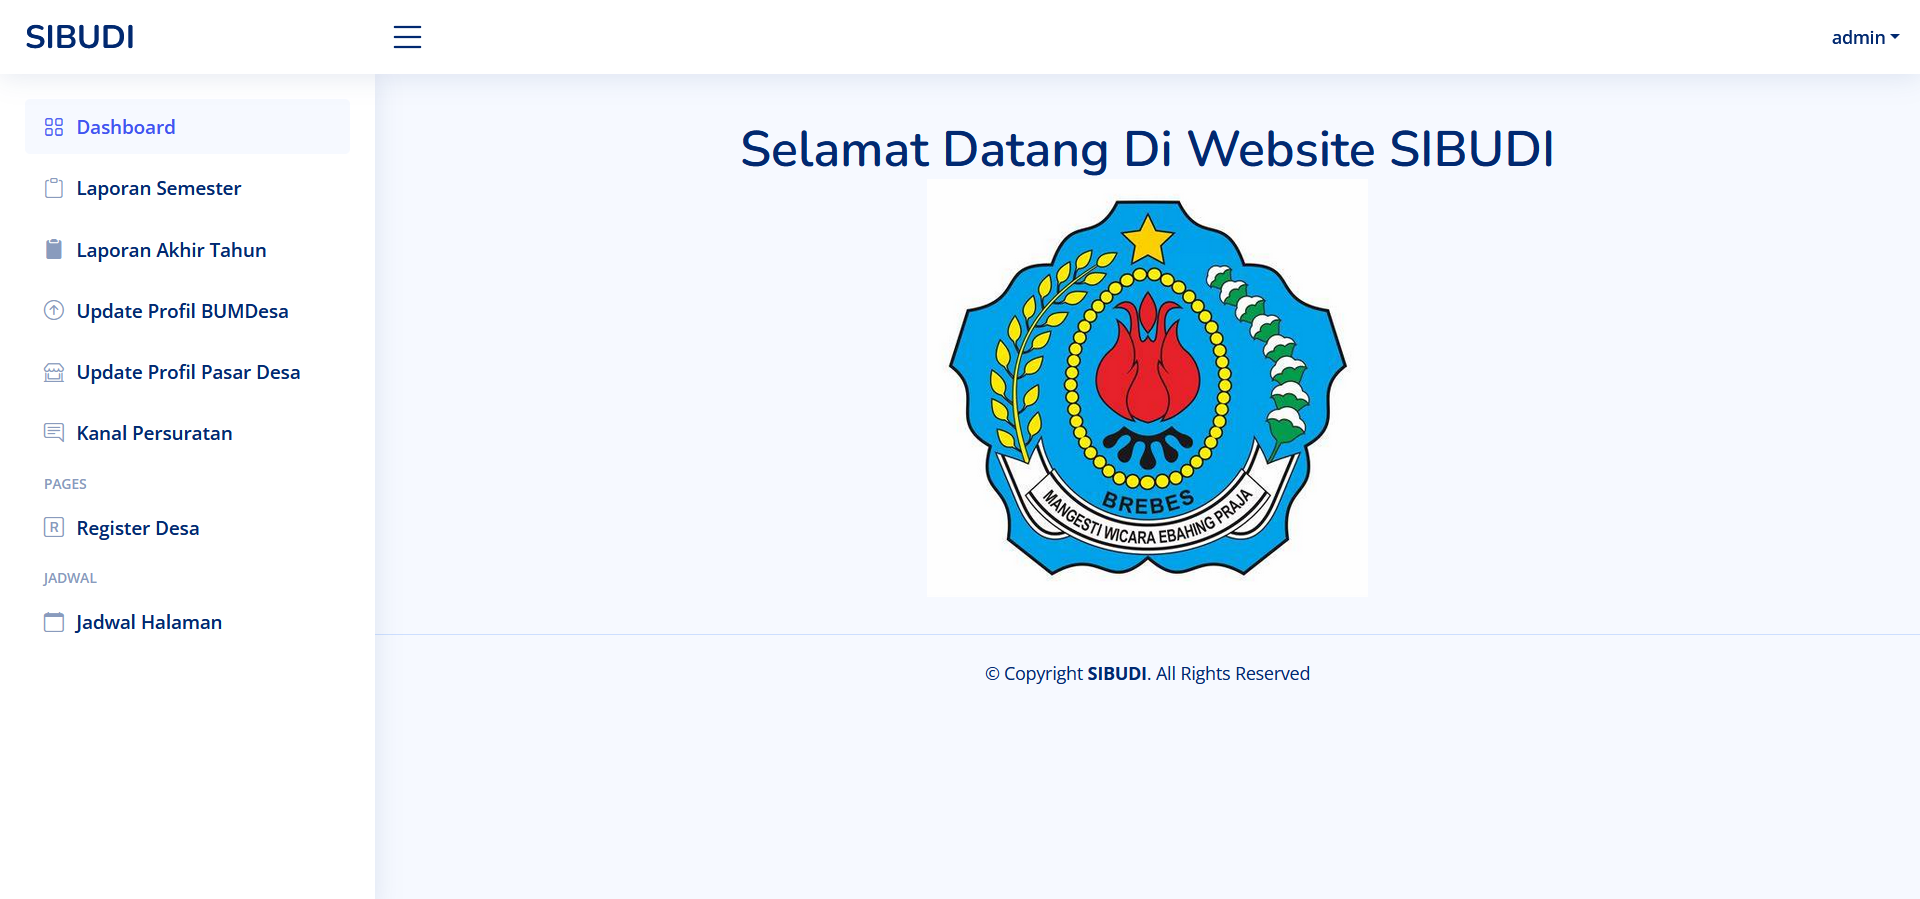 SIBUDI
admin
Dashboard
Laporan Semester
Laporan Akhir Tahun
Update Profil BUMDesa
Update Profil Pasar Desa
Kanal Persuratan
PAGES
R
Register Desa
JADWAL
Jadwal Halaman
Selamat Datang Di Website SIBUDI
BREBES
MANGESTI WICARA EBAHING PRAJA
© Copyright SIBUDI. All Rights Reserved